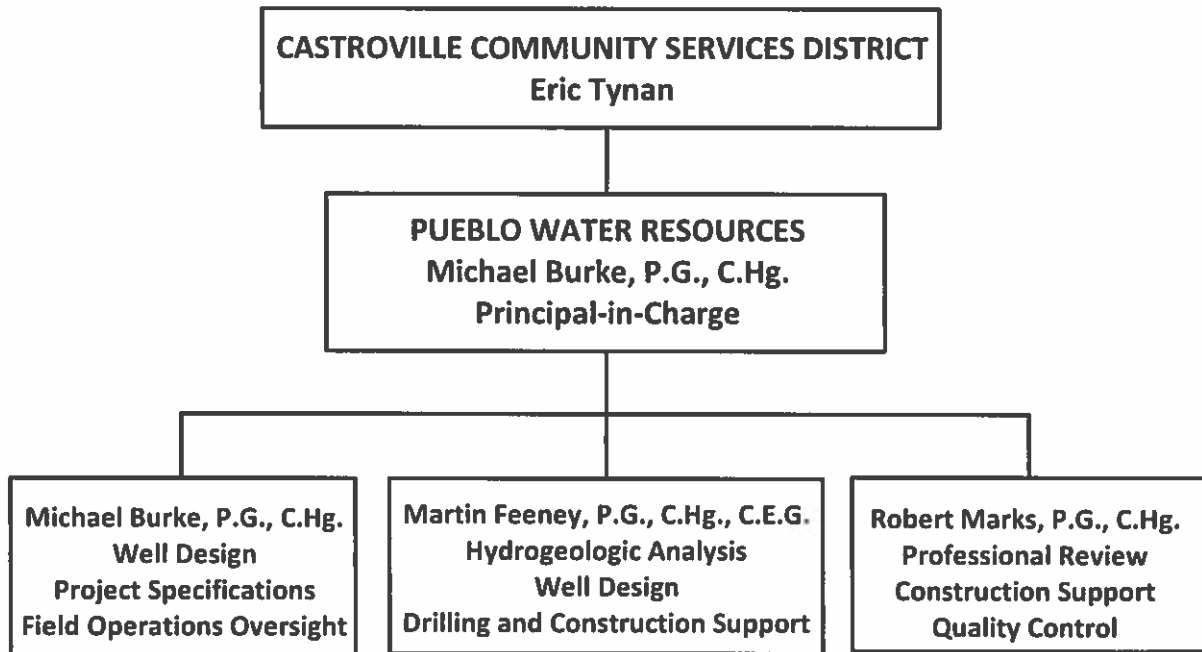 CASTROVILLE COMMUNITY SERVICES DISTRICT
Eric Tynan
PUEBLO WATER RESOURCES
Michael Burke, P.G., C.Hg.
Principal-in-Charge
Michael Burke, P.G., C.Hg.
Well Design
Project Specifications
Field Operations Oversight
Martin Feeney, P.G., C.Hg., C.E.G.
Hydrogeologic Analysis
Well Design
Drilling and Construction Support
Robert Marks, P.G., C.Hg.
Professional Review
Construction Support
Quality Control